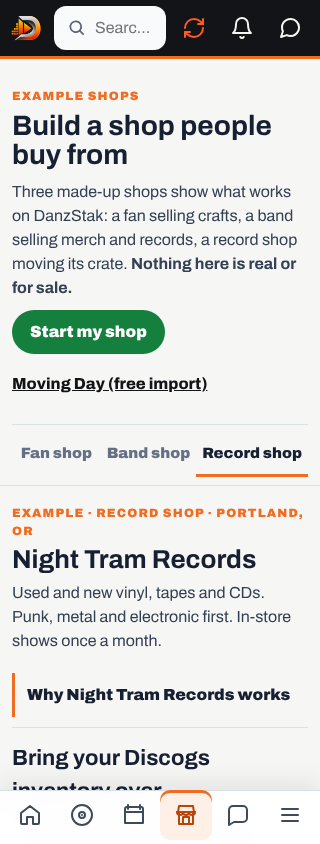 Searc...
EXAMPLE SHOPS
Build a shop people
buy from
Three made-up shops show what works
on DanzStak: a fan selling crafts, a band
selling merch and records, a record shop
moving its crate. Nothing here is real or
for sale.
Start my shop
Moving Day (free import)
Fan shop Band shop Record shop
EXAMPLE · RECORD SHOP · PORTLAND,
OR
Night Tram Records
Used and new vinyl, tapes and CDs.
Punk, metal and electronic first. In-store
shows once a month.
Why Night Tram Records works
Bring your Discogs
inventory over